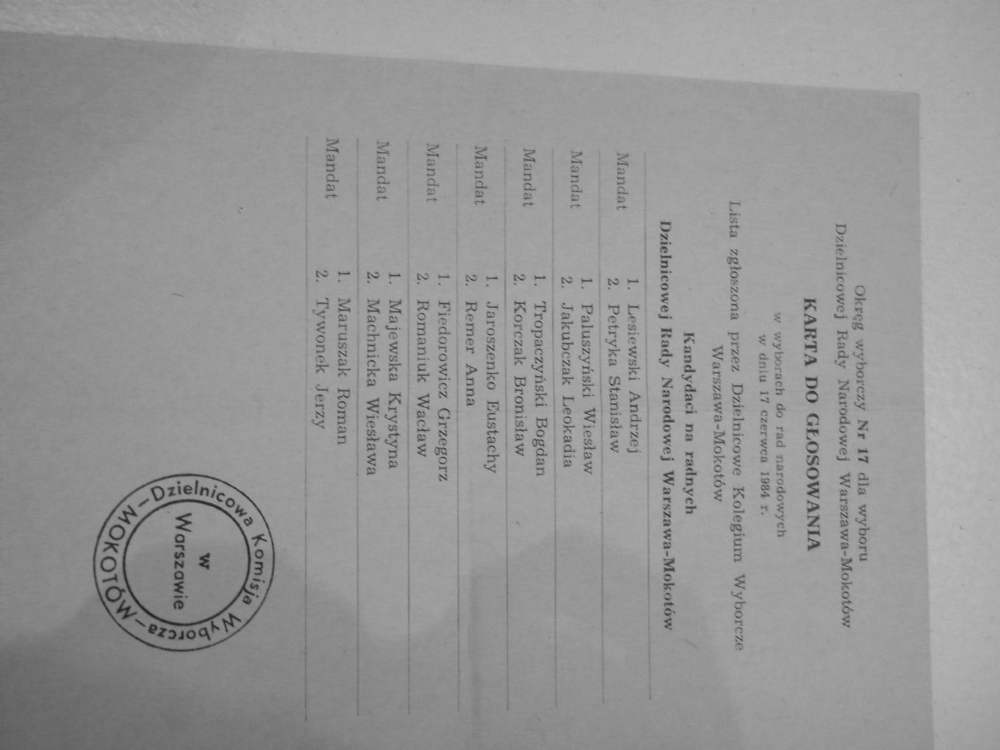 Okręg wyborczy Nr 17 dla wyboru
Dzielnicowej Rady Narodowej Warszawa-Mokotów
KARTA DO GŁOSOWANIA
w wyborach do rad narodowych
w dniu 17 czerwca 1984 r.
Lista zgłoszona przez Dzielnicowe Kolegium Wyborcze
Warszawa-Mokotów
Kandydaci na radnych
Dzielnicowej Rady Narodowej Warszawa-Mokotów
Mandat 1. Lesiewski Andrzej
2. Petryka Stanisław
Mandat 1. Paluszyński Wiesław
2. Jakubczak Leokadia
Mandat 1. Tropaczyński Bogdan
2. Korczak Bronisław
Mandat 1. Jaroszenko Eustachy
2. Remer Anna
Mandat 1. Fiedorowicz Grzegorz
2. Romaniuk Wacław
Mandat 1. Majewska Krystyna
2. Machnicka Wiesława
Mandat 1. Maruszak Roman
2. Tywonek Jerzy
Dzielnicowa Komisja Wyborcza – MOKOTÓW –
w
Warszawie